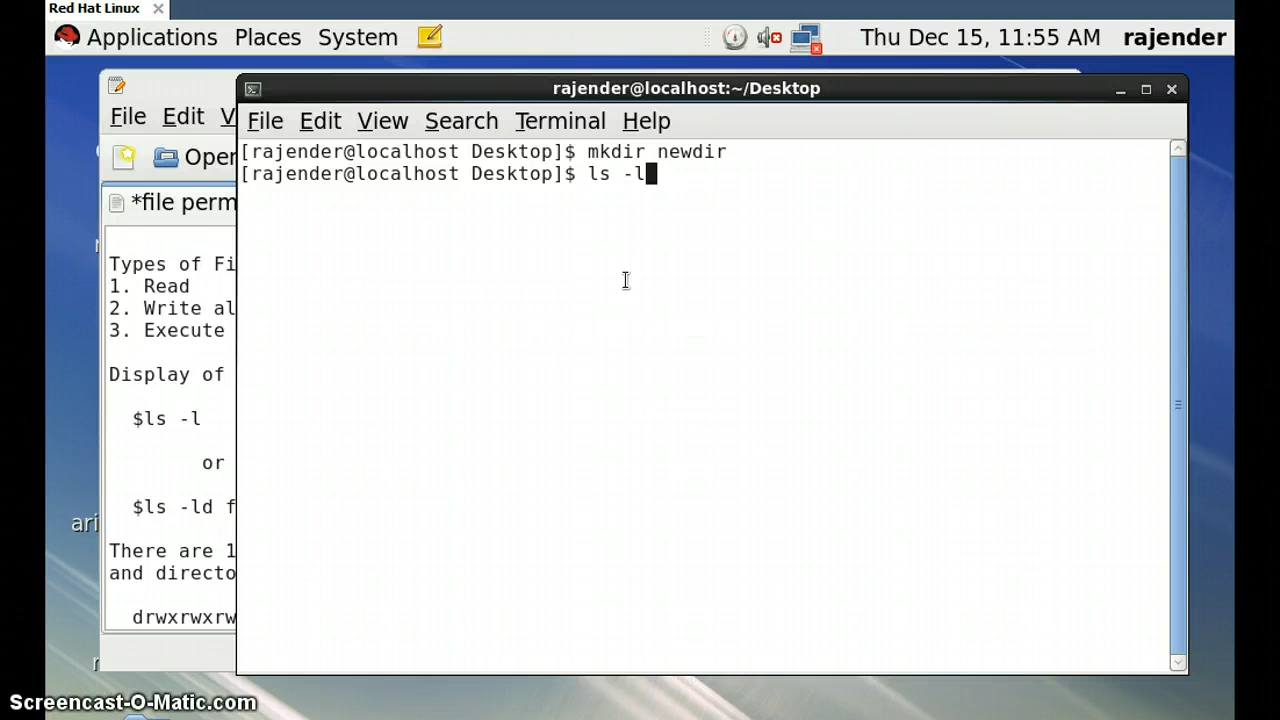 Red Hat Linux
Applications Places System
Thu Dec 15, 11:55 AM rajender
rajender@localhost:~/Desktop
File Edit View Search Terminal Help
[rajender@localhost Desktop]$ mkdir newdir
[rajender@localhost Desktop]$ ls -l
File Edit V
Open
*file perm
Types of Fi
1. Read
2. Write al
3. Execute
Display of
$ls -l
or
$ls -ld f
ari
There are 1
and directo
drwxrwxrw
Screencast-O-Matic.com